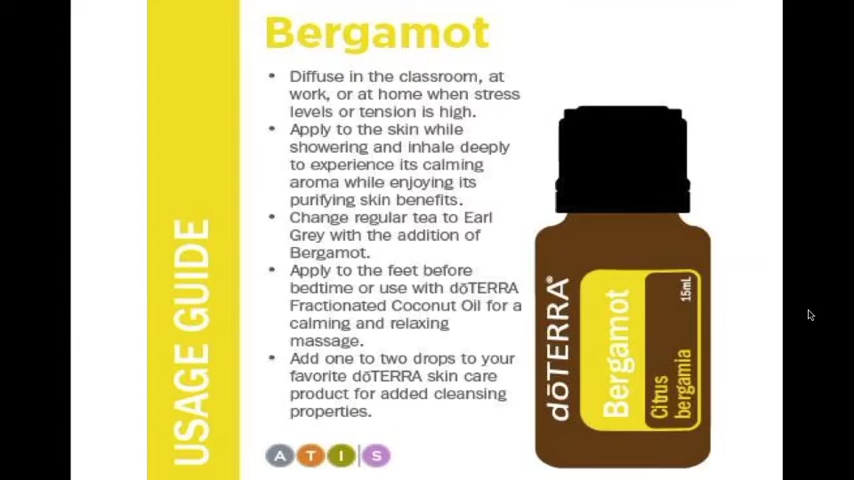 Bergamot
• Diffuse in the classroom, at
work, or at home when stress
levels or tension is high.
• Apply to the skin while
showering and inhale deeply
to experience its calming
aroma while enjoying its
purifying skin benefits.
• Change regular tea to Earl
Grey with the addition of
Bergamot.
• Apply to the feet before
bedtime or use with dōTERRA
Fractionated Coconut Oil for a
calming and relaxing
massage.
• Add one to two drops to your
favorite dōTERRA skin care
product for added cleansing
properties.
A T I S
USAGE GUIDE
dōTERRA®
Bergamot
Citrus
bergamia
15mL